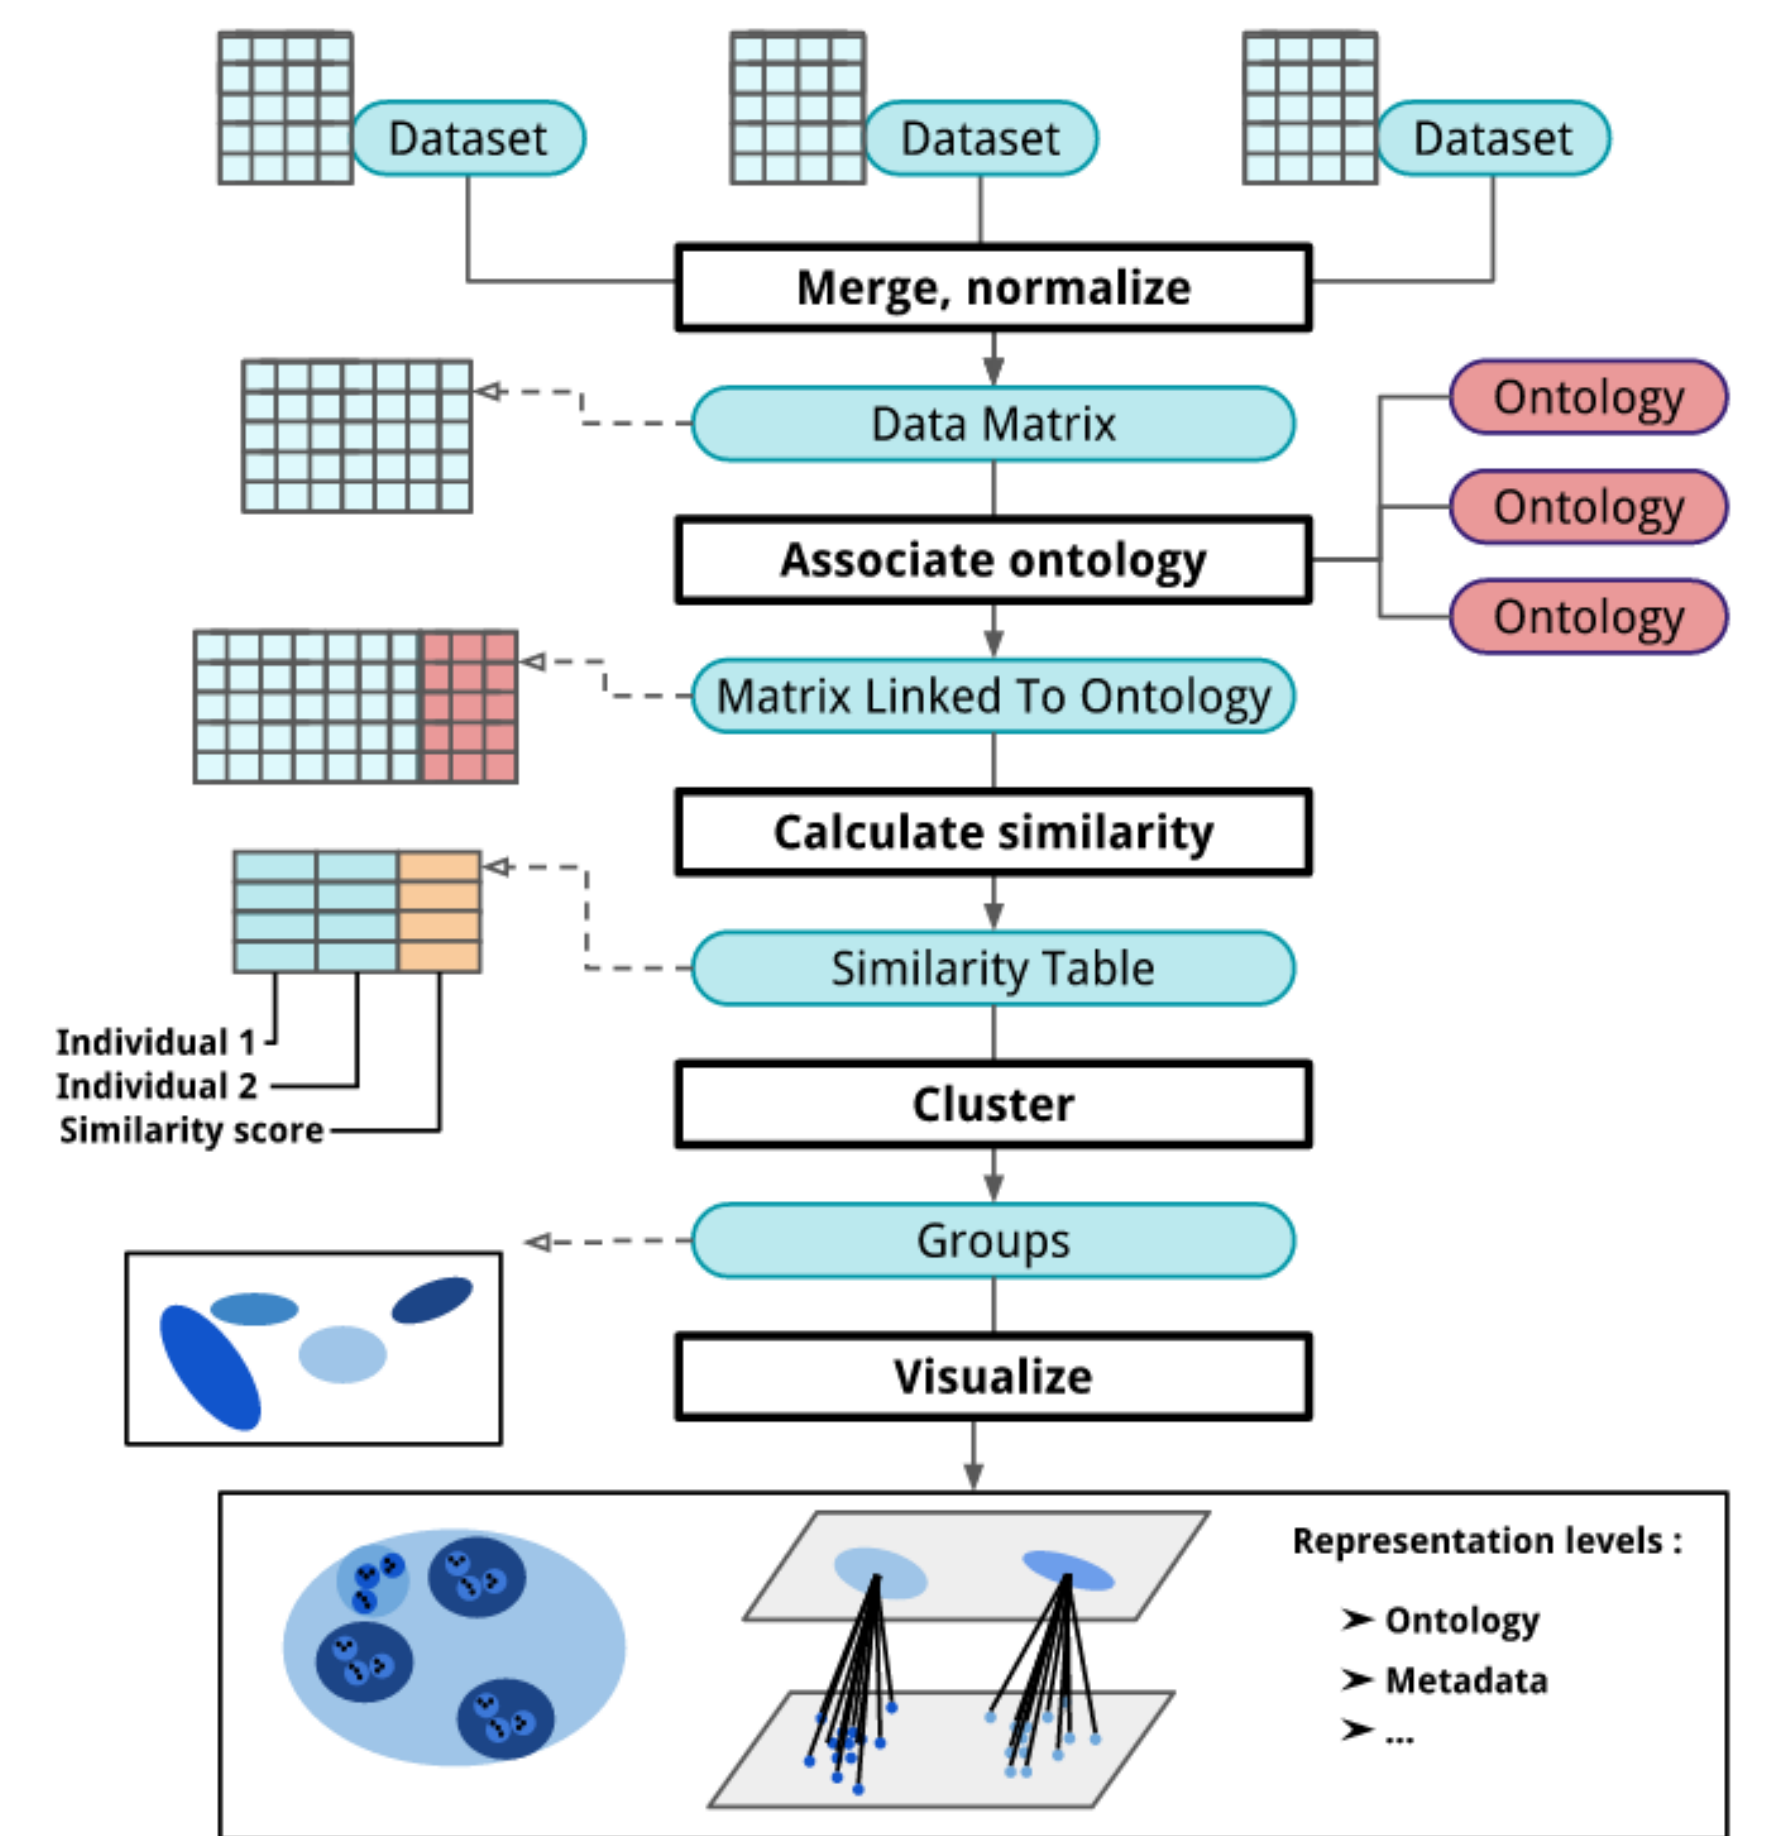 Dataset
Dataset
Dataset
Merge, normalize
Data Matrix
Ontology
Ontology
Ontology
Associate ontology
Matrix Linked To Ontology
Calculate similarity
Similarity Table
Individual 1
Individual 2
Similarity score
Cluster
Groups
Visualize
Representation levels :
➤ Ontology
➤ Metadata
➤ ...